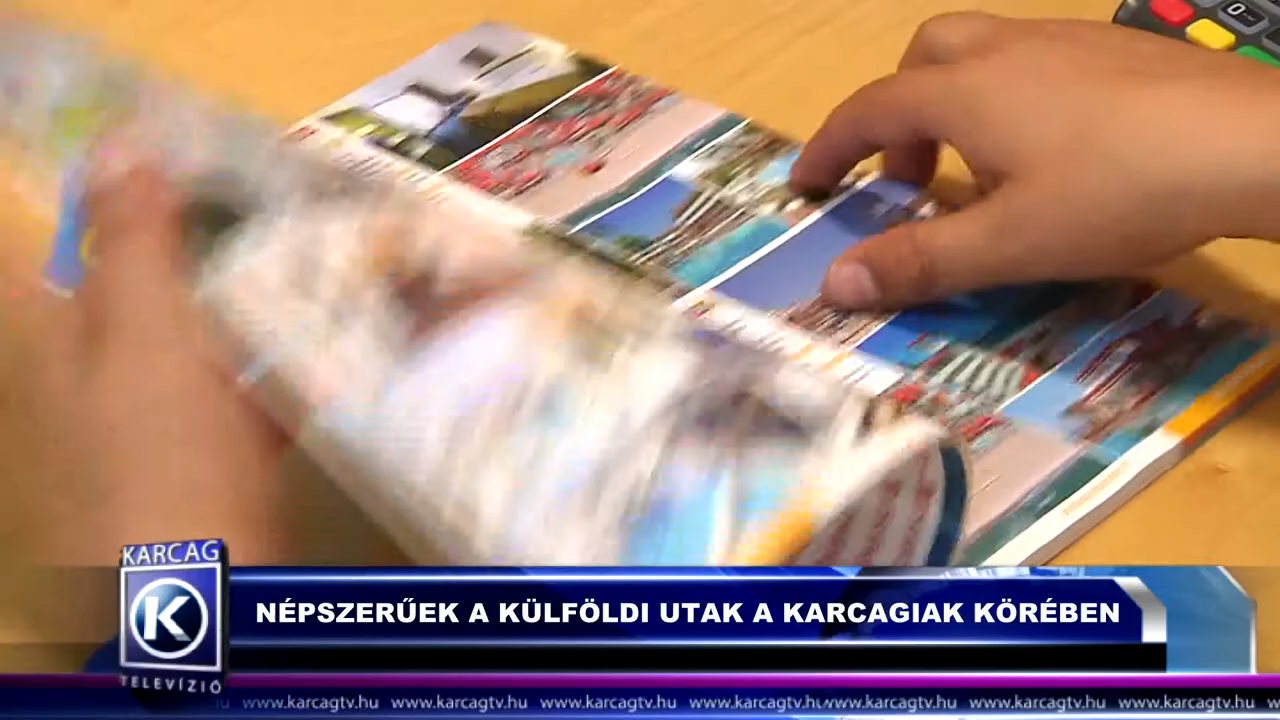 KARCAG
K
TELEVÍZIÓ
NÉPSZERŰEK A KÜLFÖLDI UTAK A KARCAGIAK KÖRÉBEN
www.karcagtv.hu www.karcagtv.hu www.karcagtv.hu www.karcagtv.hu www.karcagtv.hu www.karcagtv.hu www.karcagtv.hu